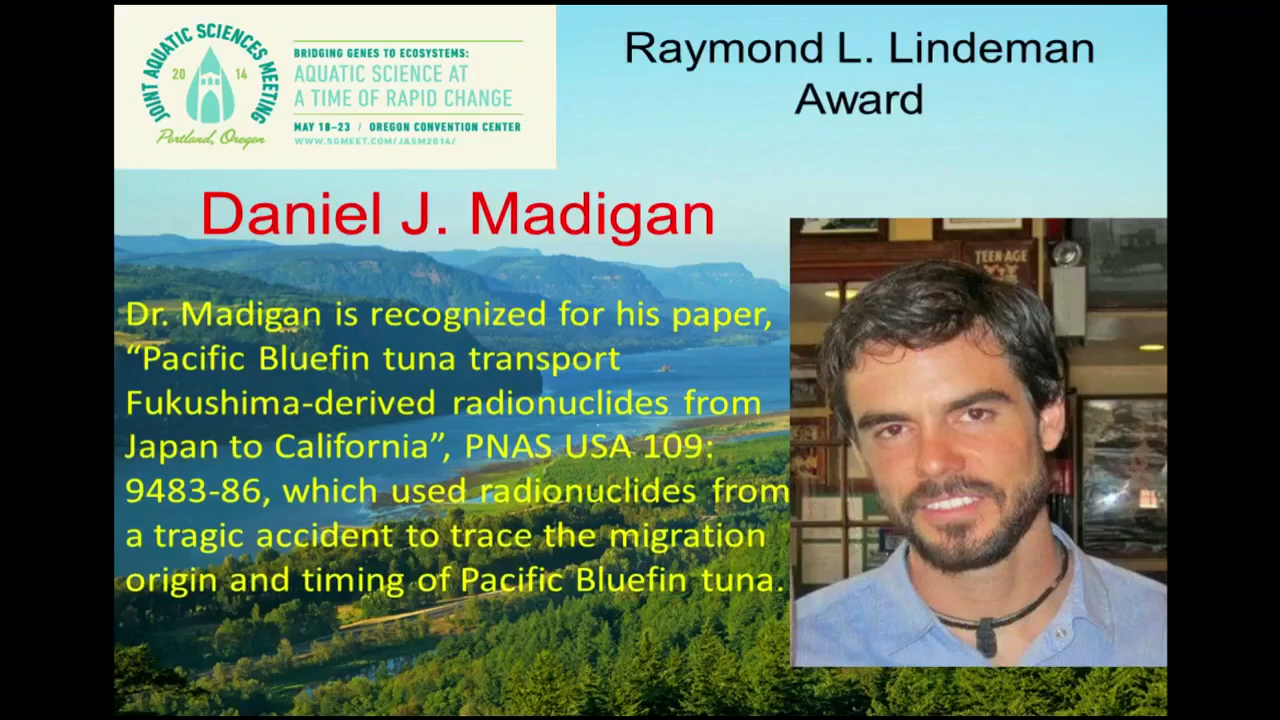 JOINT AQUATIC SCIENCES MEETING
20 14
Portland, Oregon
BRIDGING GENES TO ECOSYSTEMS:
AQUATIC SCIENCE AT
A TIME OF RAPID CHANGE
MAY 18-23 / OREGON CONVENTION CENTER
WWW.SGMEET.COM/JASM2014/
Raymond L. Lindeman
Award
Daniel J. Madigan
Dr. Madigan is recognized for his paper,
“Pacific Bluefin tuna transport
Fukushima-derived radionuclides from
Japan to California”, PNAS USA 109:
9483-86, which used radionuclides from
a tragic accident to trace the migration
origin and timing of Pacific Bluefin tuna.
TEEN-AGE